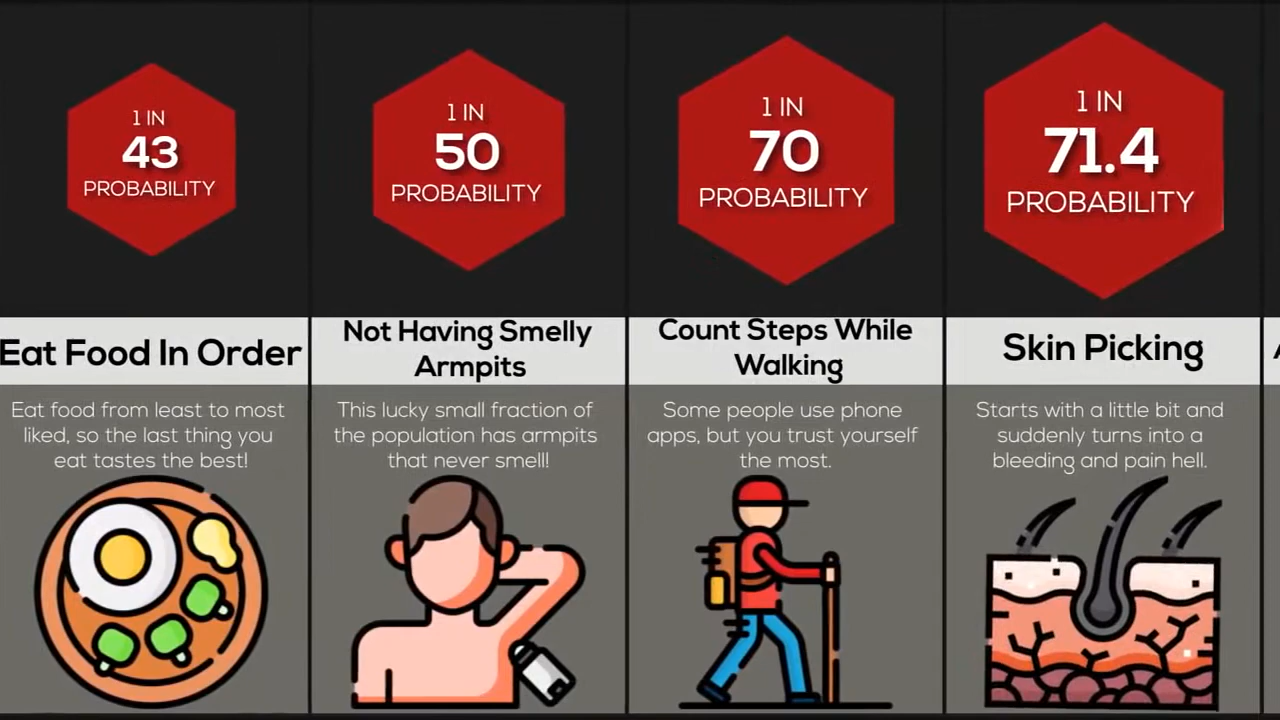 1 IN
43
PROBABILITY
Eat Food In Order
Eat food from least to most
liked, so the last thing you
eat tastes the best!
1 IN
50
PROBABILITY
Not Having Smelly
Armpits
This lucky small fraction of
the population has armpits
that never smell!
1 IN
70
PROBABILITY
Count Steps While
Walking
Some people use phone
apps, but you trust yourself
the most.
1 IN
71.4
PROBABILITY
Skin Picking
Starts with a little bit and
suddenly turns into a
bleeding and pain hell.